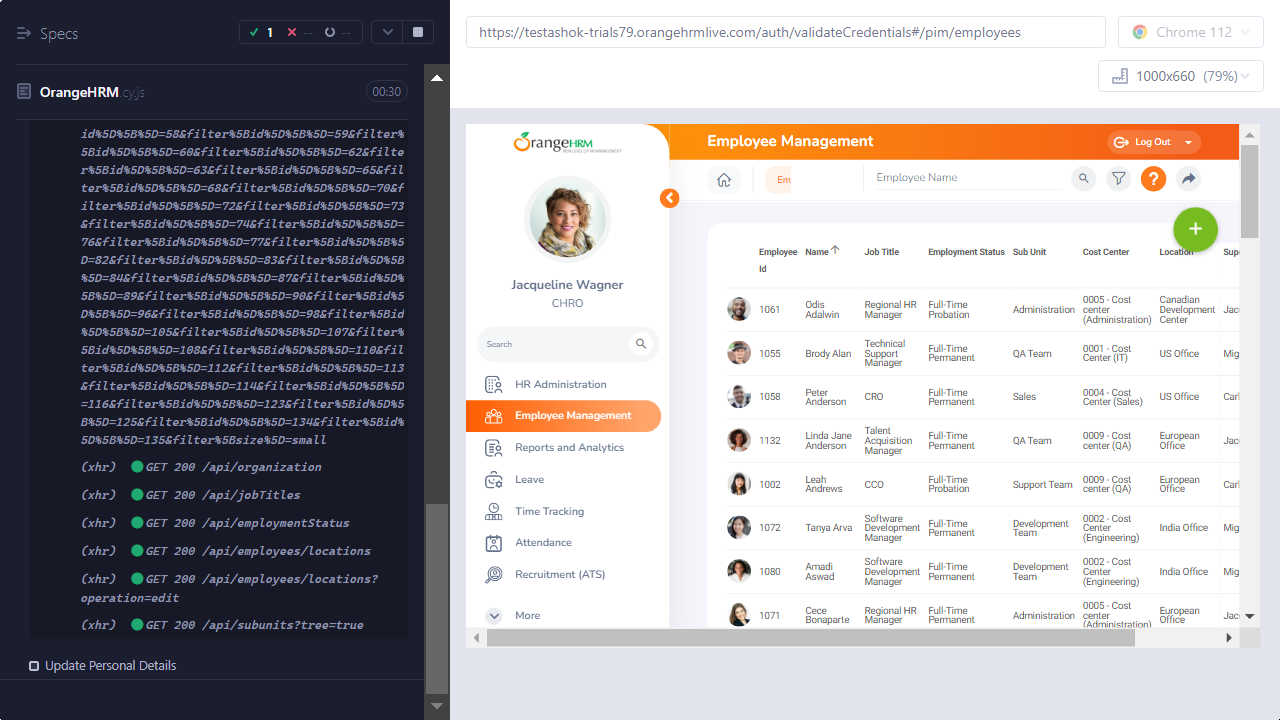 Specs
1 -- --
OrangeHRM.cy.js
00:30
id%5D%5B%5D=58&filter%5Bid%5D%5B%5D=59&filter%
5Bid%5D%5B%5D=60&filter%5Bid%5D%5B%5D=62&filte
r%5Bid%5D%5B%5D=63&filter%5Bid%5D%5B%5D=65&fil
ter%5Bid%5D%5B%5D=68&filter%5Bid%5D%5B%5D=70&f
ilter%5Bid%5D%5B%5D=72&filter%5Bid%5D%5B%5D=73
&filter%5Bid%5D%5B%5D=74&filter%5Bid%5D%5B%5D=
76&filter%5Bid%5D%5B%5D=77&filter%5Bid%5D%5B%5
D=82&filter%5Bid%5D%5B%5D=83&filter%5Bid%5D%5B
%5D=84&filter%5Bid%5D%5B%5D=87&filter%5Bid%5D%
5B%5D=89&filter%5Bid%5D%5B%5D=90&filter%5Bid%5
D%5B%5D=96&filter%5Bid%5D%5B%5D=98&filter%5Bid
%5D%5B%5D=105&filter%5Bid%5D%5B%5D=107&filter%
5Bid%5D%5B%5D=108&filter%5Bid%5D%5B%5D=110&fil
ter%5Bid%5D%5B%5D=112&filter%5Bid%5D%5B%5D=113
&filter%5Bid%5D%5B%5D=114&filter%5Bid%5D%5B%5D
=116&filter%5Bid%5D%5B%5D=123&filter%5Bid%5D%5
B%5D=125&filter%5Bid%5D%5B%5D=134&filter%5Bid%
5D%5B%5D=135&filter%5Bsize%5D=small
(xhr) GET 200 /api/organization
(xhr) GET 200 /api/jobTitles
(xhr) GET 200 /api/employmentStatus
(xhr) GET 200 /api/employees/locations
(xhr) GET 200 /api/employees/locations?
operation=edit
(xhr) GET 200 /api/subunits?tree=true
Update Personal Details
https://testashok-trials79.orangehrmlive.com/auth/validateCredentials#/pim/employees
Chrome 112
1000x660 (79%)
OrangeHRM
NEW LEVEL OF HR MANAGEMENT
Jacqueline Wagner
CHRO
Search
HR Administration
Employee Management
Reports and Analytics
Leave
Time Tracking
Attendance
Recruitment (ATS)
More
Employee Management
Log Out
Em
Employee Name
?
+
Employee Id Name Job Title Employment Status Sub Unit Cost Center Location Supe
1061 Odis Adalwin Regional HR Manager Full-Time Probation Administration 0005 - Cost center (Administration) Canadian Development Center Jacq
1055 Brody Alan Technical Support Manager Full-Time Permanent QA Team 0001 - Cost Center (IT) US Office Mig
1058 Peter Anderson CRO Full-Time Permanent Sales 0004 - Cost Center (Sales) US Office Carl
1132 Linda Jane Anderson Talent Acquisition Manager Full-Time Permanent QA Team 0009 - Cost center (QA) European Office Jac
1002 Leah Andrews CCO Full-Time Probation Support Team 0009 - Cost center (QA) European Office Carl
1072 Tanya Arva Software Development Manager Full-Time Permanent Development Team 0002 - Cost Center (Engineering) India Office Mig
1080 Amadi Aswad Software Development Manager Full-Time Permanent Development Team 0002 - Cost Center (Engineering) India Office Mig
1071 Cece Bonaparte Regional HR Manager Full-Time Permanent Administration 0005 - Cost center (Administration) European Office Jac